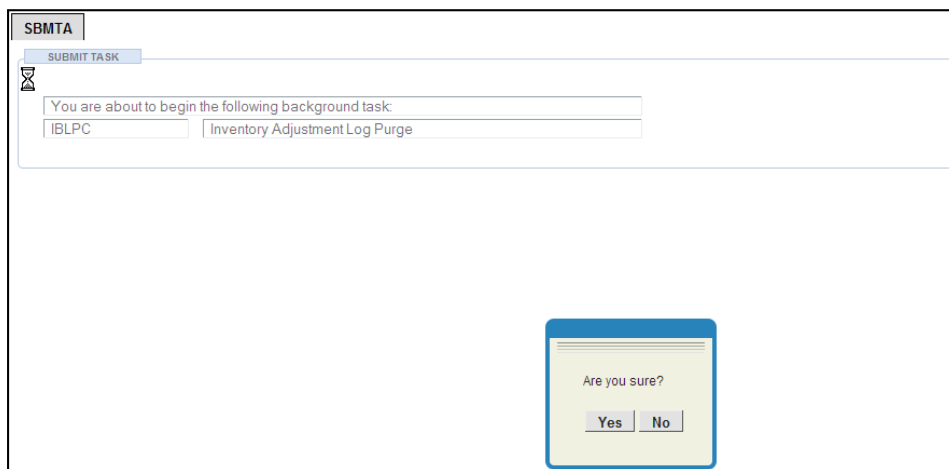 SBMTA
SUBMIT TASK
You are about to begin the following background task:
IBLPC Inventory Adjustment Log Purge
Are you sure?
Yes No